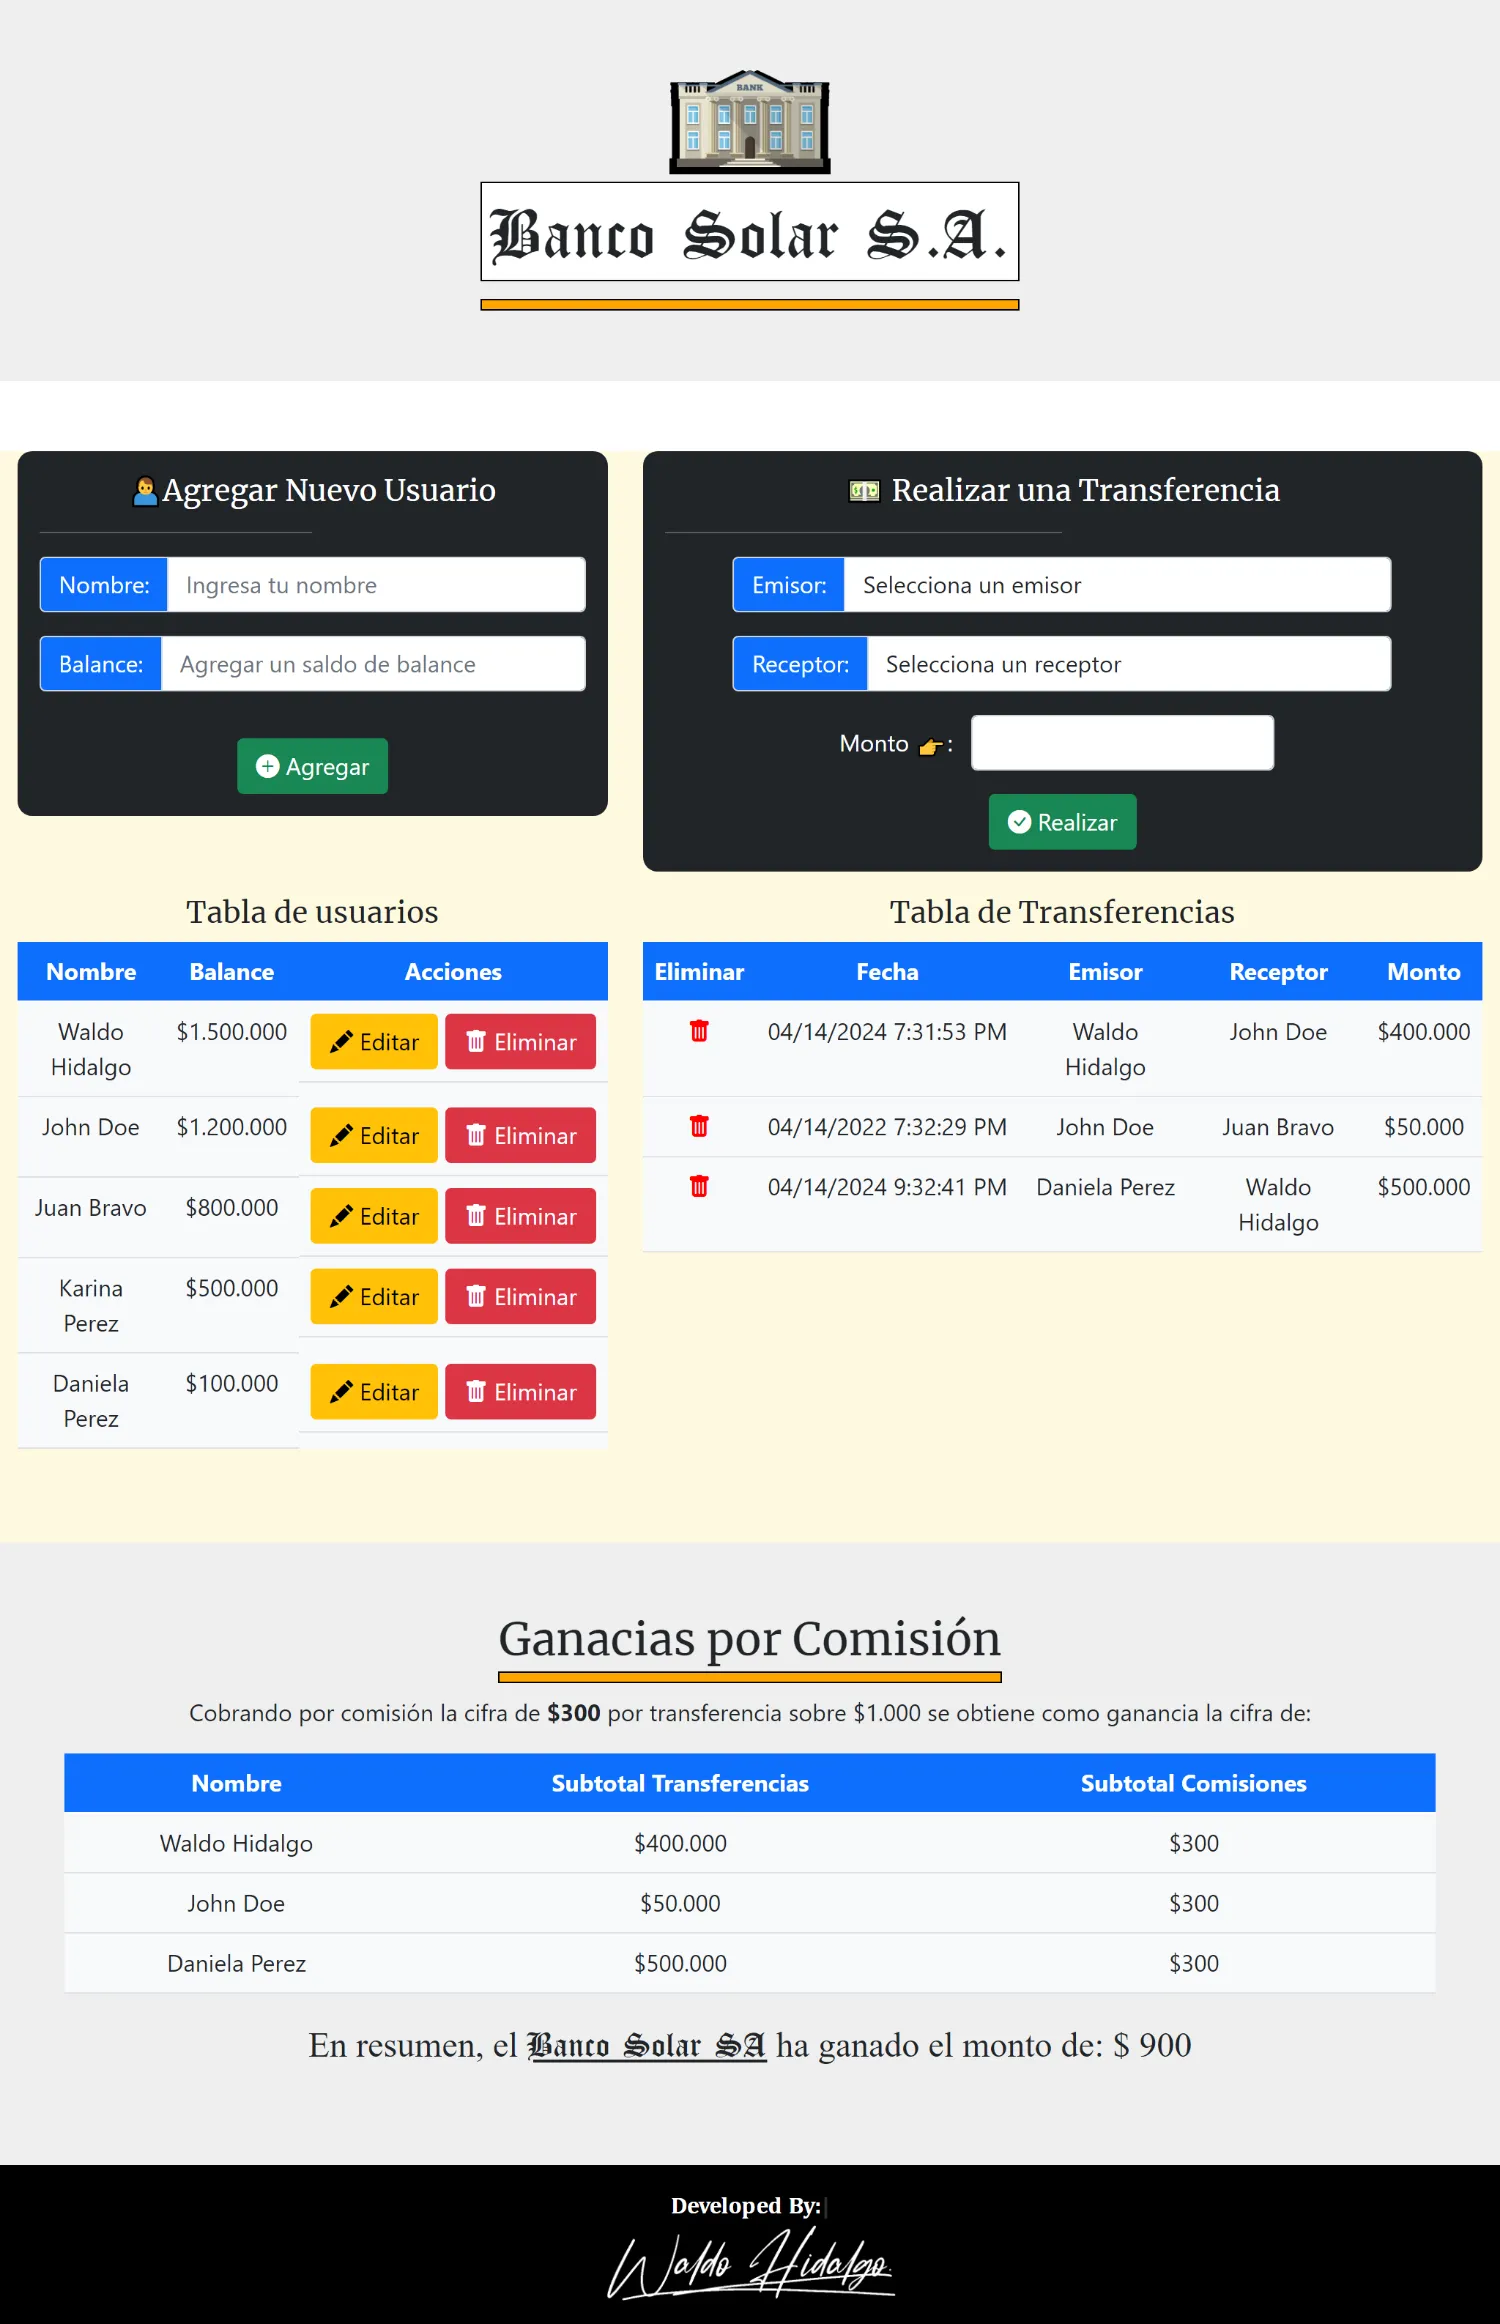 BANK
Banco Solar S.A.
Agregar Nuevo Usuario
Nombre: Ingresa tu nombre
Balance: Agregar un saldo de balance
Agregar
Realizar una Transferencia
Emisor: Selecciona un emisor
Receptor: Selecciona un receptor
Monto 👉:
Realizar
Tabla de usuarios
Nombre Balance Acciones
Waldo
Hidalgo $1.500.000 Editar Eliminar
John Doe $1.200.000 Editar Eliminar
Juan Bravo $800.000 Editar Eliminar
Karina
Perez $500.000 Editar Eliminar
Daniela
Perez $100.000 Editar Eliminar
Tabla de Transferencias
Eliminar Fecha Emisor Receptor Monto
04/14/2024 7:31:53 PM Waldo
Hidalgo John Doe $400.000
04/14/2022 7:32:29 PM John Doe Juan Bravo $50.000
04/14/2024 9:32:41 PM Daniela Perez Waldo
Hidalgo $500.000
Ganacias por Comisión
Cobrando por comisión la cifra de $300 por transferencia sobre $1.000 se obtiene como ganancia la cifra de:
Nombre Subtotal Transferencias Subtotal Comisiones
Waldo Hidalgo $400.000 $300
John Doe $50.000 $300
Daniela Perez $500.000 $300
En resumen, el Banco Solar SA ha ganado el monto de: $ 900
Developed By:
Waldo Hidalgo.